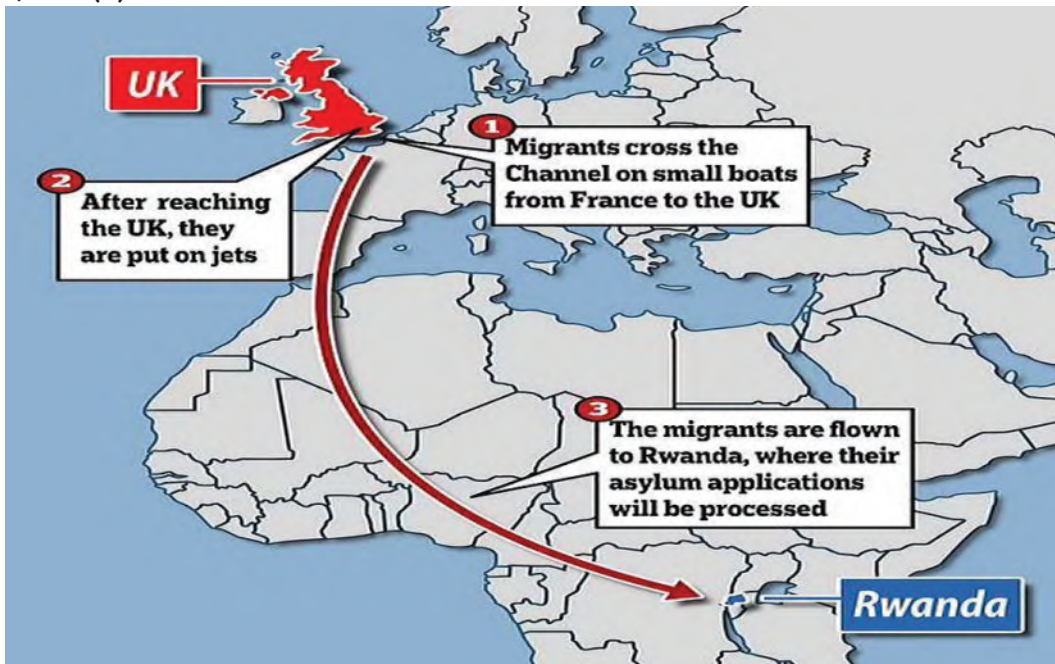 UK
1
Migrants cross the
Channel on small boats
from France to the UK
2
After reaching
the UK, they
are put on jets
3
The migrants are flown
to Rwanda, where their
asylum applications
will be processed
Rwanda